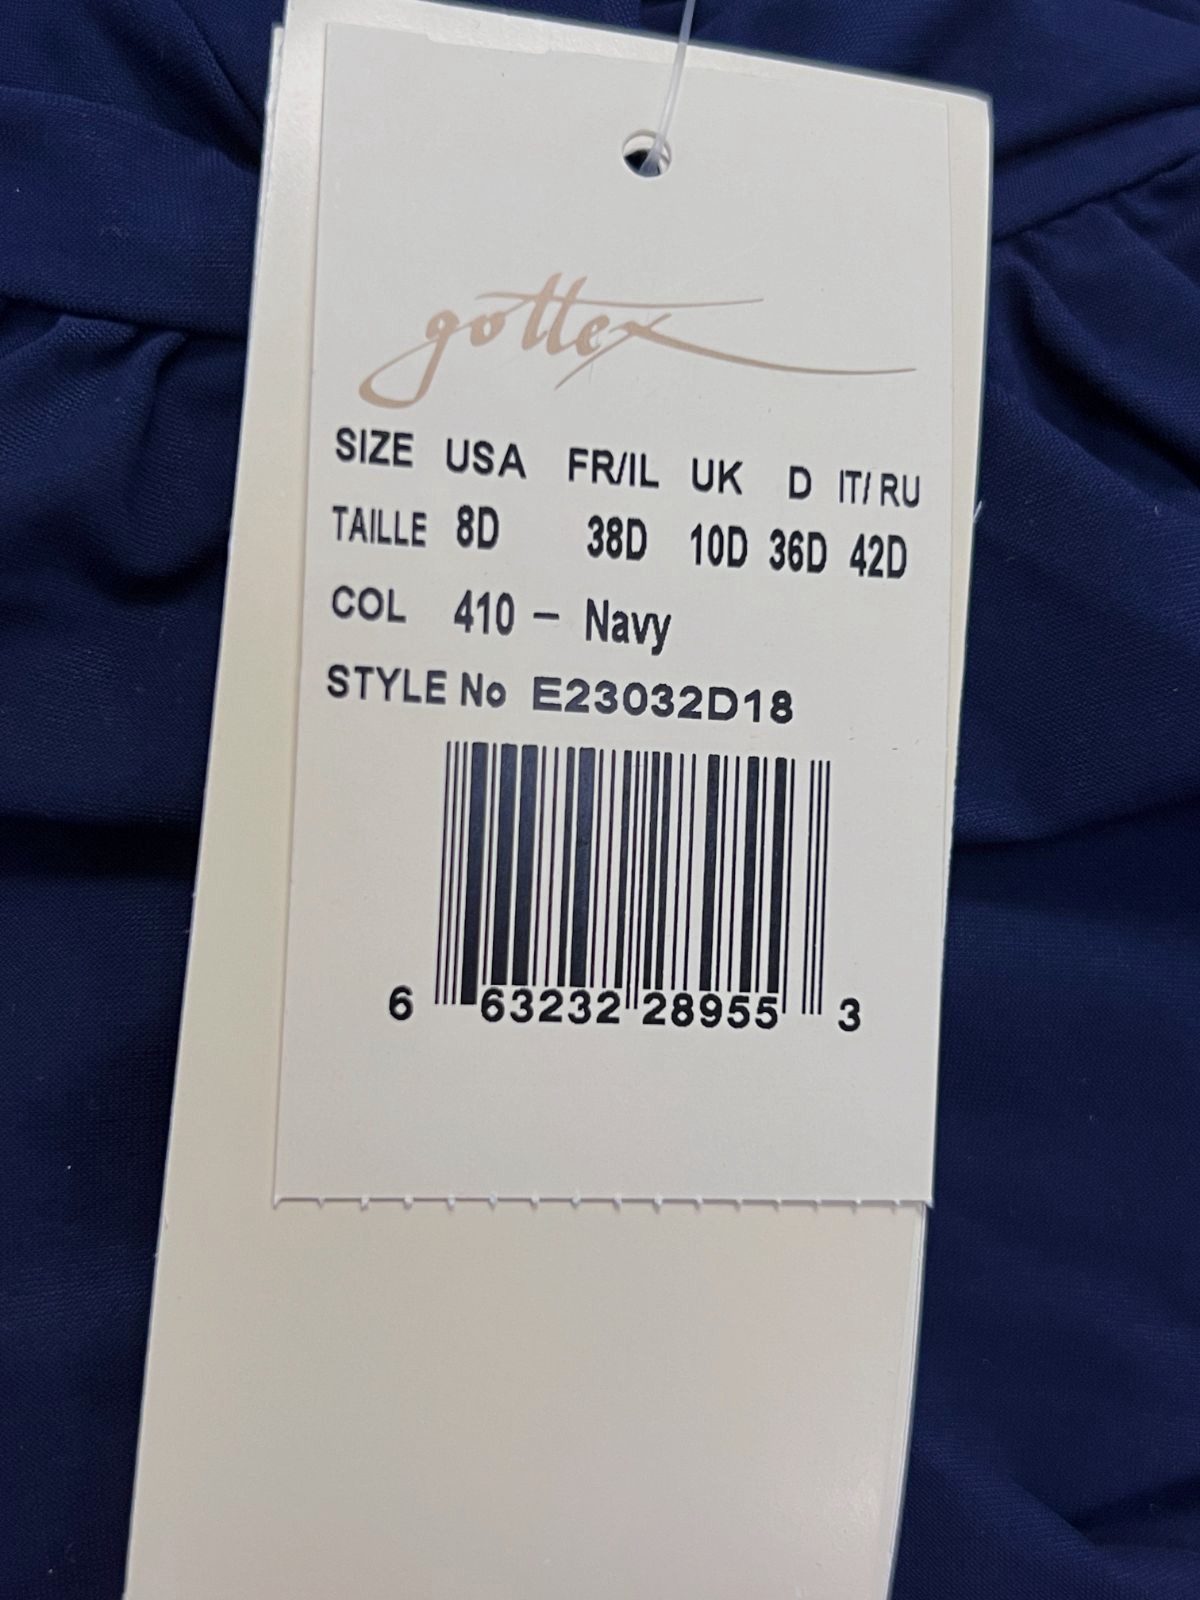 gottex
SIZE USA FR/IL UK D IT/ RU
TAILLE 8D 38D 10D 36D 42D
COL 410 - Navy
STYLE No E23032D18
6 63232 28955 3